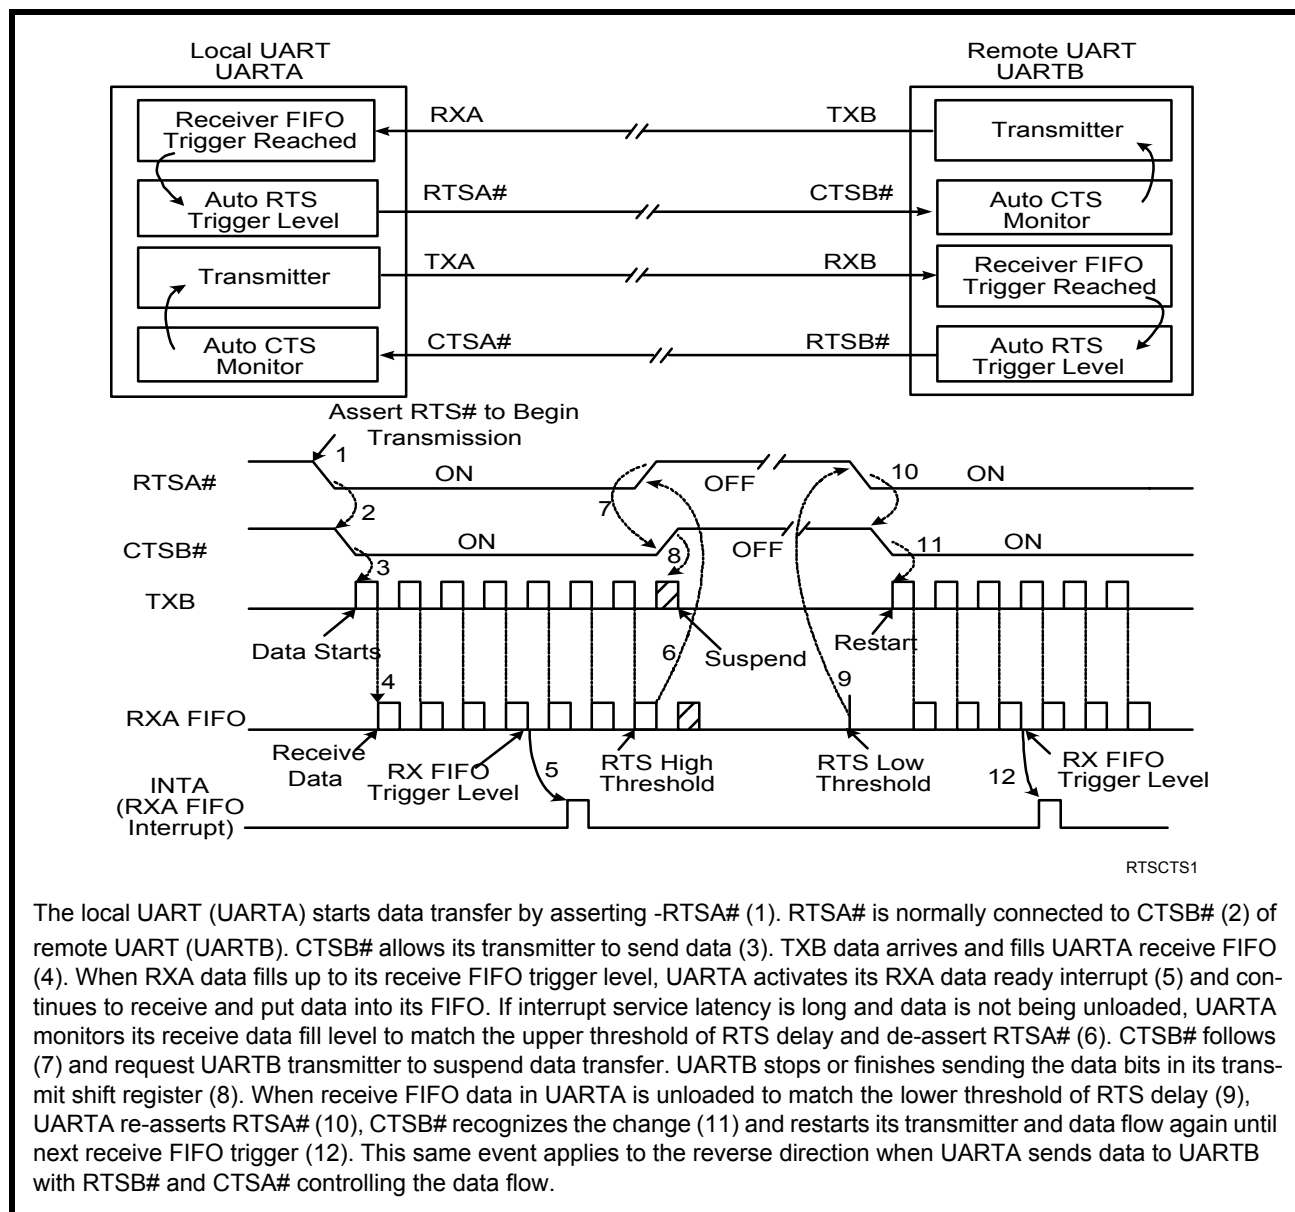 Local UART
UARTA
Remote UART
UARTB
Receiver FIFO
Trigger Reached
RXA
TXB
Transmitter
Auto RTS
Trigger Level
RTSA#
CTSB#
Auto CTS
Monitor
Transmitter
TXA
RXB
Receiver FIFO
Trigger Reached
Auto CTS
Monitor
CTSA#
RTSB#
Auto RTS
Trigger Level
Assert RTS# to Begin
Transmission
1
RTSA#
ON
OFF
10
ON
2
7
CTSB#
ON
8
OFF
11
ON
3
TXB
Data Starts
6
Suspend
Restart
4
9
RXA FIFO
Receive
Data
RX FIFO
Trigger Level
5
RTS High
Threshold
RTS Low
Threshold
12
RX FIFO
Trigger Level
INTA
(RXA FIFO
Interrupt)
RTSCTS1
The local UART (UARTA) starts data transfer by asserting -RTSA# (1). RTSA# is normally connected to CTSB# (2) of
remote UART (UARTB). CTSB# allows its transmitter to send data (3). TXB data arrives and fills UARTA receive FIFO
(4). When RXA data fills up to its receive FIFO trigger level, UARTA activates its RXA data ready interrupt (5) and con-
tinues to receive and put data into its FIFO. If interrupt service latency is long and data is not being unloaded, UARTA
monitors its receive data fill level to match the upper threshold of RTS delay and de-assert RTSA# (6). CTSB# follows
(7) and request UARTB transmitter to suspend data transfer. UARTB stops or finishes sending the data bits in its trans-
mit shift register (8). When receive FIFO data in UARTA is unloaded to match the lower threshold of RTS delay (9),
UARTA re-asserts RTSA# (10), CTSB# recognizes the change (11) and restarts its transmitter and data flow again until
next receive FIFO trigger (12). This same event applies to the reverse direction when UARTA sends data to UARTB
with RTSB# and CTSA# controlling the data flow.